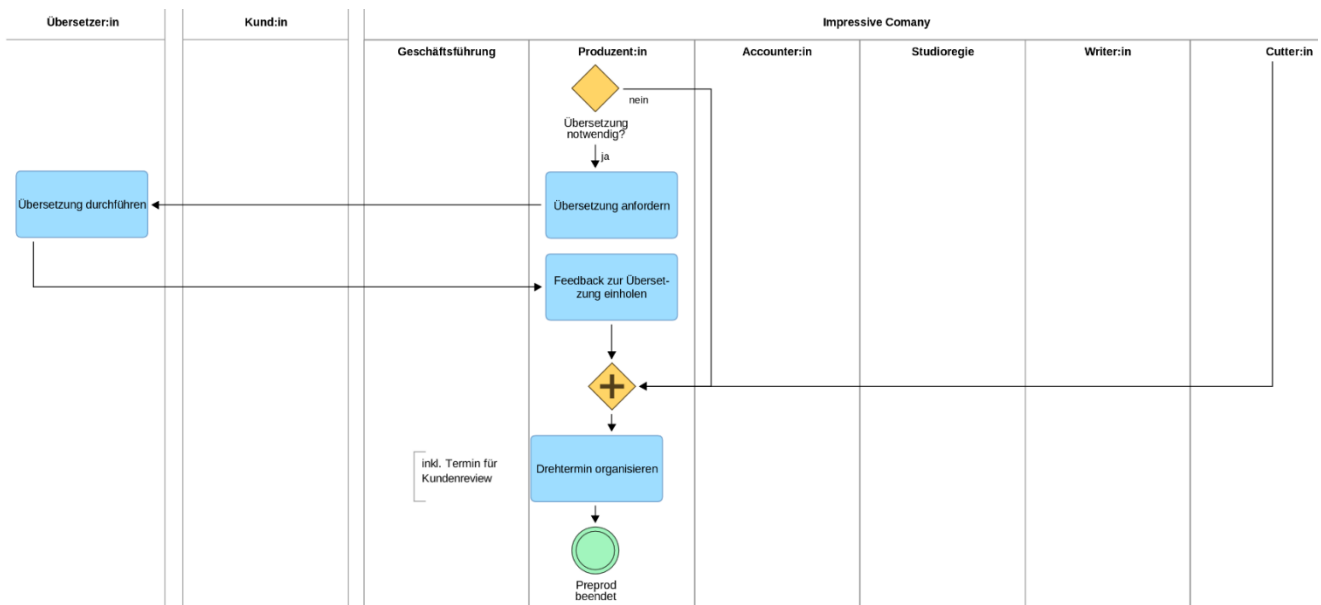 Übersetzer:in
Kund:in
Impressive Comany
Geschäftsführung
Produzent:in
Accounter:in
Studioregie
Writer:in
Cutter:in
nein
Übersetzung
notwendig?
ja
Übersetzung durchführen
Übersetzung anfordern
Feedback zur Überset-
zung einholen
inkl. Termin für
Kundenreview
Drehtermin organisieren
Preprod
beendet